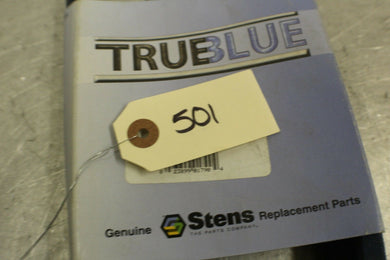 TRUEBLUE
501
Genuine Stens Replacement Parts
THE PARTS COMPANY